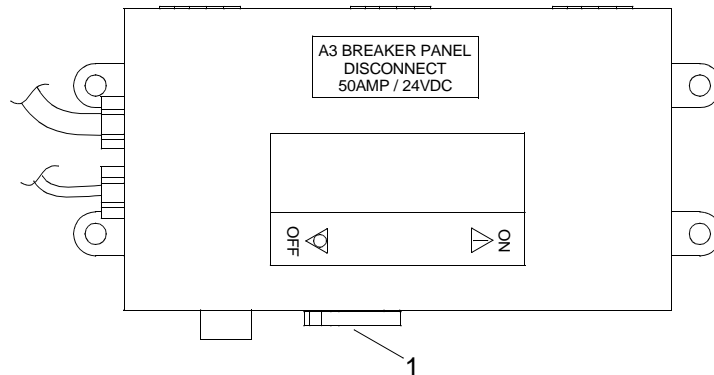 A3 BREAKER PANEL
DISCONNECT
50AMP / 24VDC
OFF
ON
1